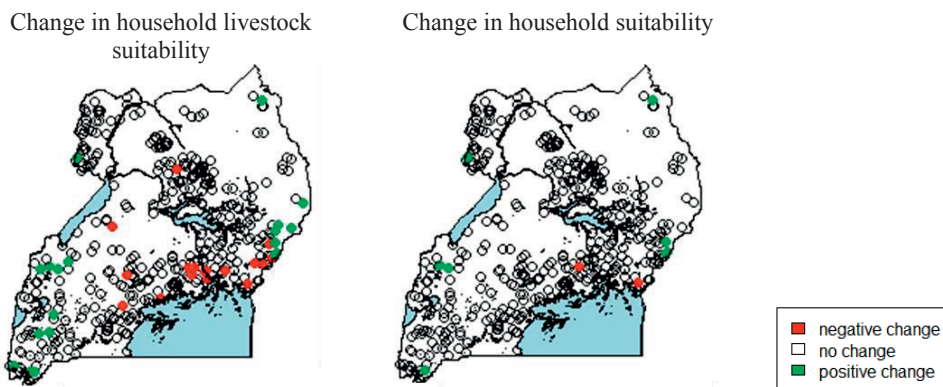 Change in household livestock
suitability
Change in household suitability
negative change
no change
positive change